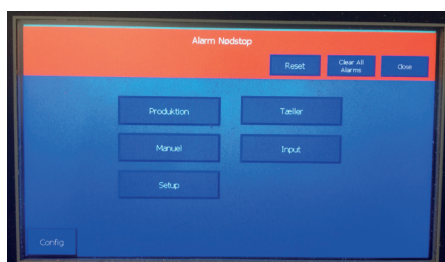 Alarm Nødstop
Reset
Clear All
Alarms
Close
Produktion
Tæller
Manuel
Input
Setup
Config